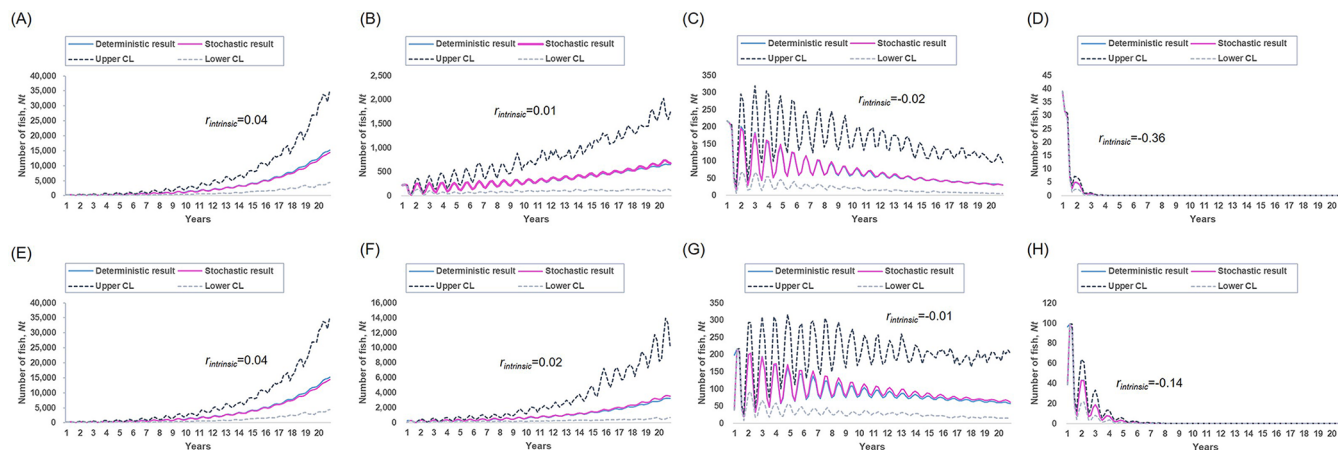 (A)
Deterministic result Stochastic result
Upper CL Lower CL
40,000
35,000
30,000
25,000
20,000
15,000
10,000
5,000
0
Number of fish, Nt
r intrinsic=0.04
1 2 3 4 5 6 7 8 9 10 11 12 13 14 15 16 17 18 19 20
Years
(B)
Deterministic result Stochastic result
Upper CL Lower CL
2,500
2,000
1,500
1,000
500
0
Number of fish, Nt
r intrinsic=0.01
1 2 3 4 5 6 7 8 9 10 11 12 13 14 15 16 17 18 19 20
Years
(C)
Deterministic result Stochastic result
Upper CL Lower CL
350
300
250
200
150
100
50
0
Number of fish, Nt
r intrinsic=-0.02
1 2 3 4 5 6 7 8 9 10 11 12 13 14 15 16 17 18 19 20
Years
(D)
Deterministic result Stochastic result
Upper CL Lower CL
45
40
35
30
25
20
15
10
5
0
Number of fish, Nt
r intrinsic=-0.36
1 2 3 4 5 6 7 8 9 10 11 12 13 14 15 16 17 18 19 20
Years
(E)
Deterministic result Stochastic result
Upper CL Lower CL
40,000
35,000
30,000
25,000
20,000
15,000
10,000
5,000
0
Number of fish, Nt
r intrinsic=0.04
1 2 3 4 5 6 7 8 9 10 11 12 13 14 15 16 17 18 19 20
Years
(F)
Deterministic result Stochastic result
Upper CL Lower CL
16,000
14,000
12,000
10,000
8,000
6,000
4,000
2,000
0
Number of fish, Nt
r intrinsic=0.02
1 2 3 4 5 6 7 8 9 10 11 12 13 14 15 16 17 18 19 20
Years
(G)
Deterministic result Stochastic result
Upper CL Lower CL
350
300
250
200
150
100
50
0
Number of fish, Nt
r intrinsic=-0.01
1 2 3 4 5 6 7 8 9 10 11 12 13 14 15 16 17 18 19 20
Years
(H)
Deterministic result Stochastic result
Upper CL Lower CL
120
100
80
60
40
20
0
Number of fish, Nt
r intrinsic=-0.14
1 2 3 4 5 6 7 8 9 10 11 12 13 14 15 16 17 18 19 20
Years